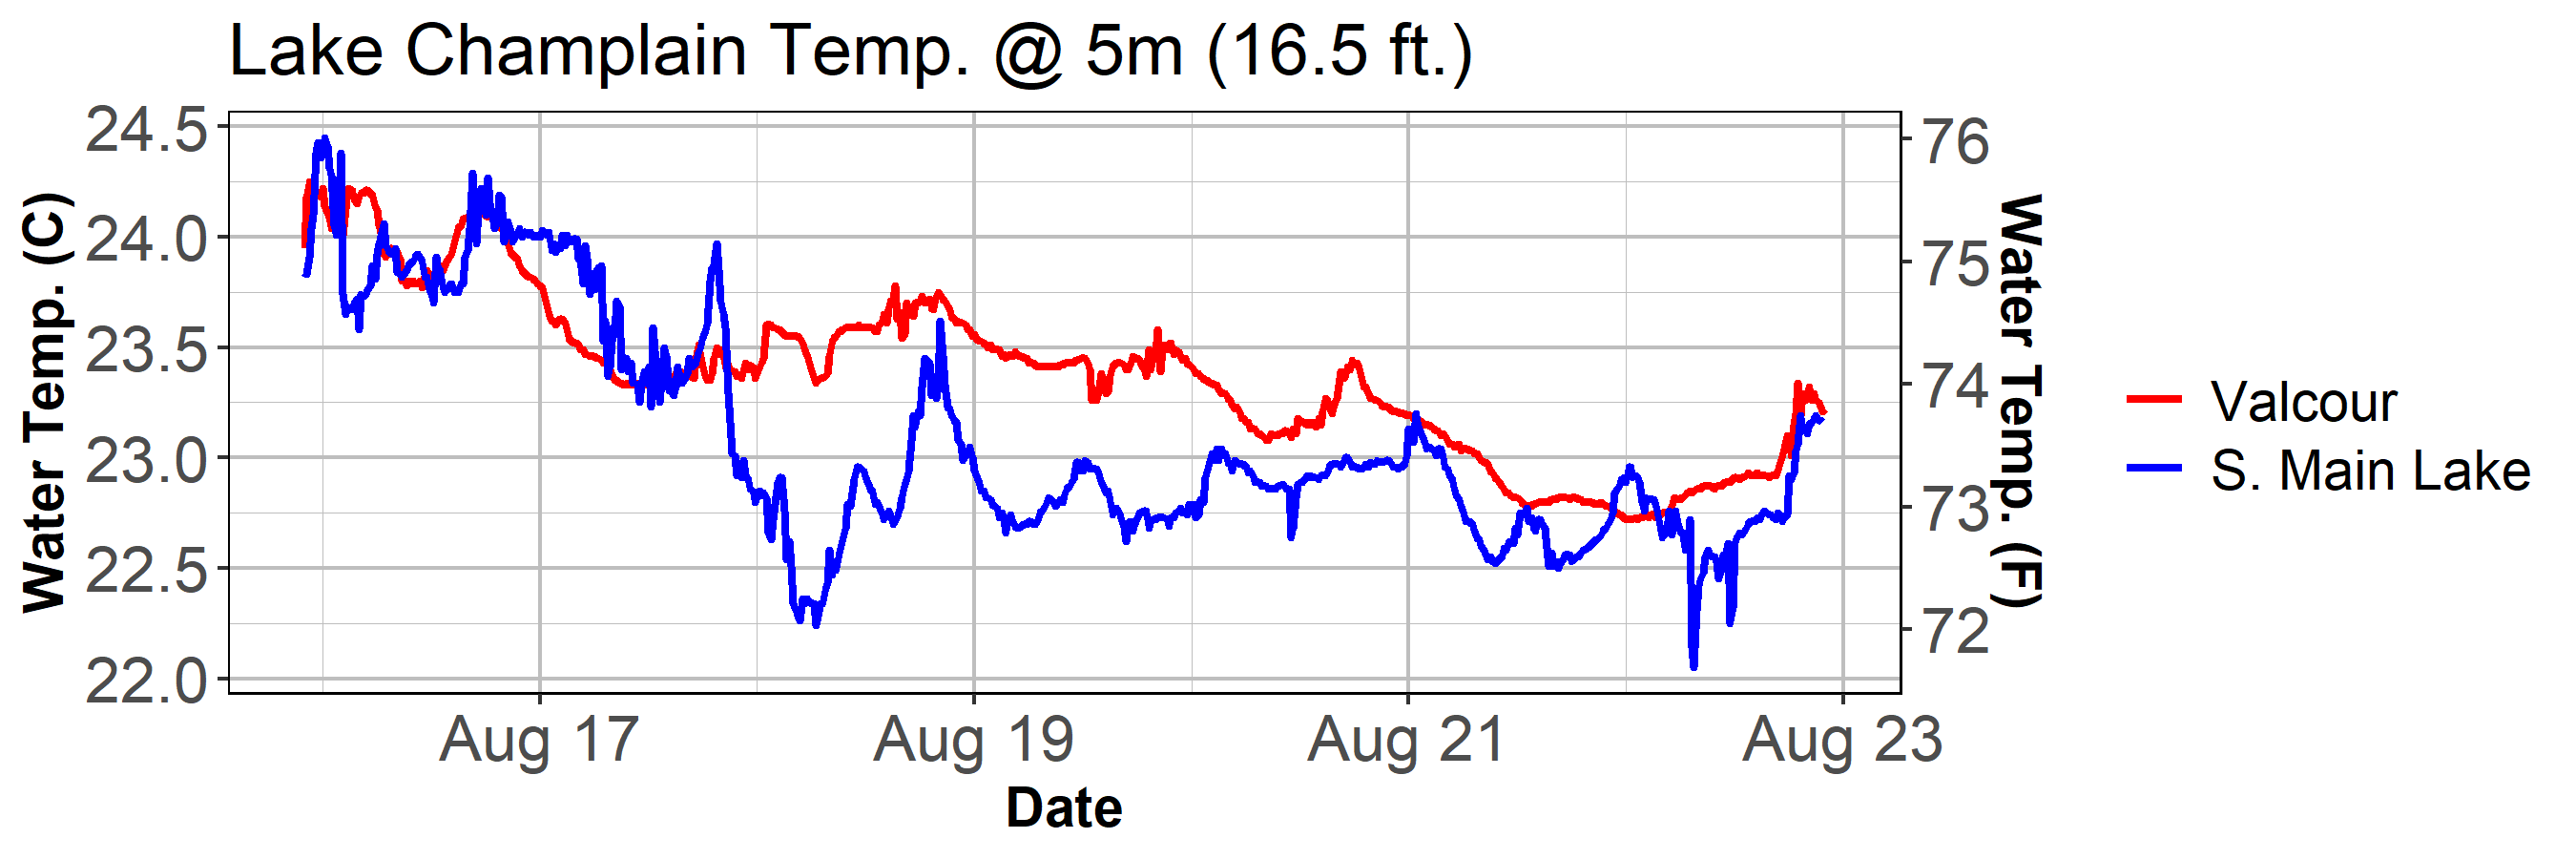 Lake Champlain Temp. @ 5m (16.5 ft.)
Water Temp. (C)
24.5
24.0
23.5
23.0
22.5
22.0
76
75
74
73
72
Water Temp. (F)
Aug 17
Aug 19
Aug 21
Aug 23
Date
Valcour
S. Main Lake